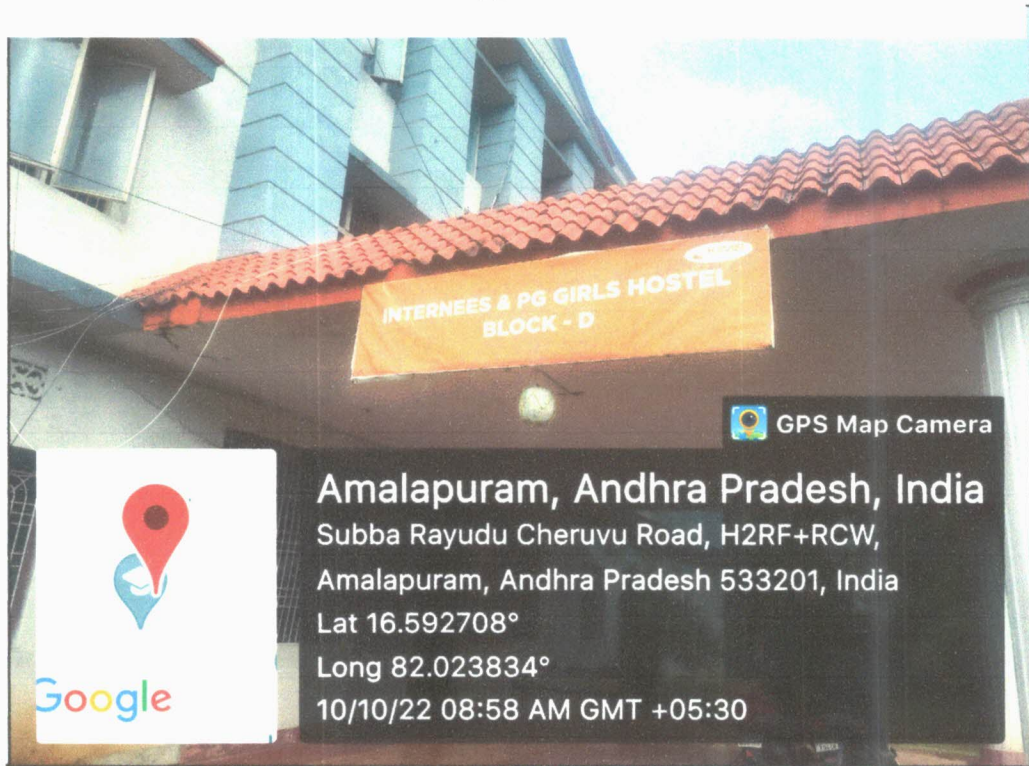 INTERNEES & PG GIRLS HOSTEL
BLOCK - D
GPS Map Camera
Amalapuram, Andhra Pradesh, India
Subba Rayudu Cheruvu Road, H2RF+RCW,
Amalapuram, Andhra Pradesh 533201, India
Lat 16.592708°
Long 82.023834°
10/10/22 08:58 AM GMT +05:30
Google